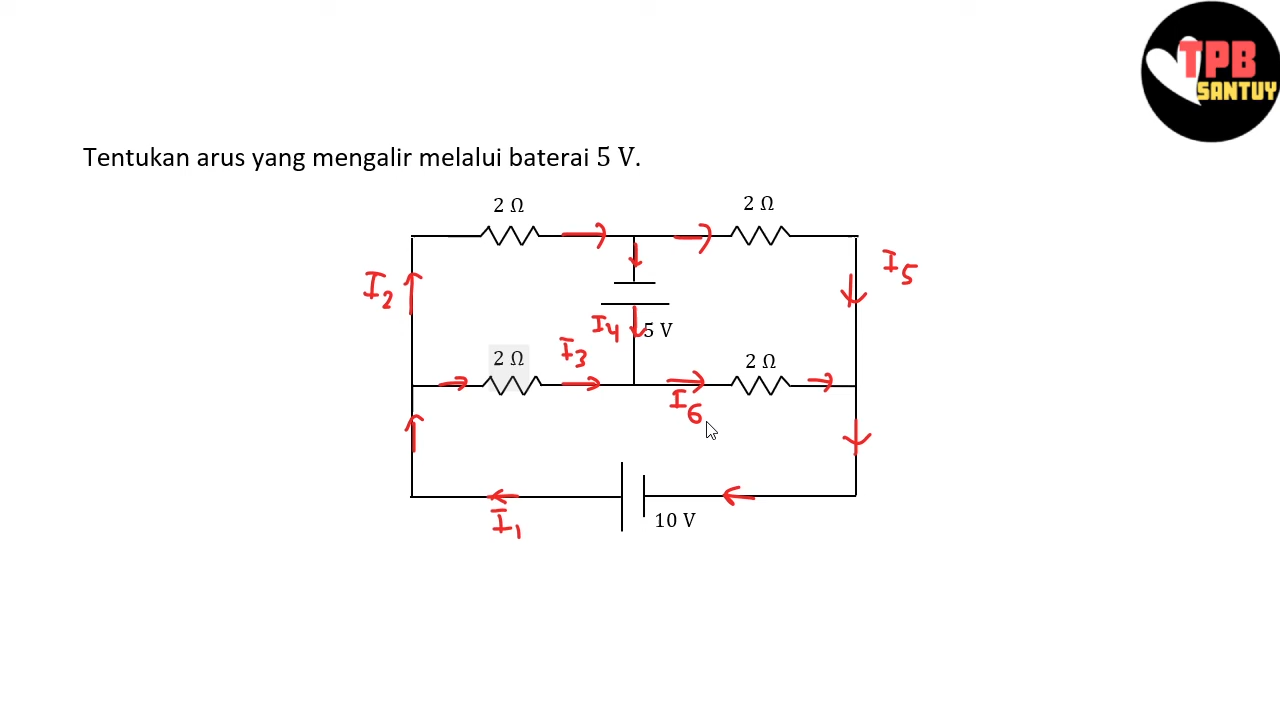 TPB
SANTUY
Tentukan arus yang mengalir melalui baterai 5 V.
2 Ω
2 Ω
I5
I2
I4
5 V
I3
2 Ω
2 Ω
I6
10 V
I1